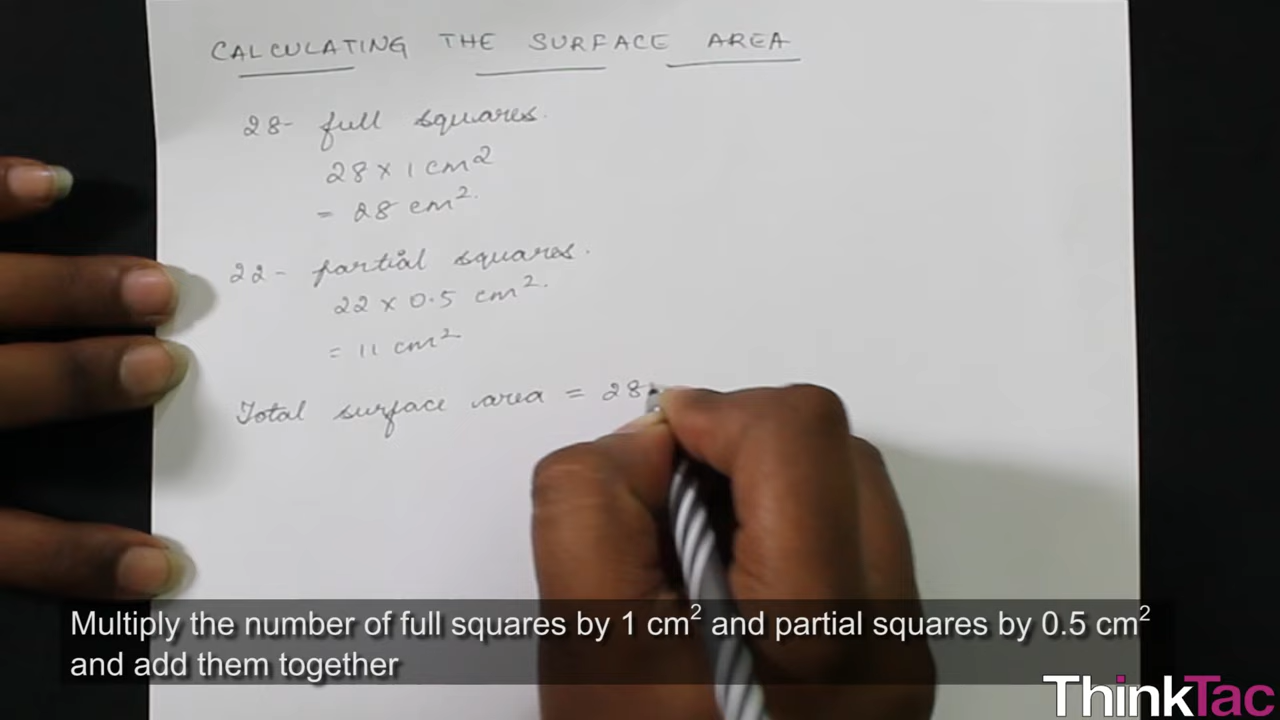 CALCULATING THE SURFACE AREA
28- full squares.
28 × 1 cm²
= 28 cm².
22- partial squares.
22 × 0.5 cm².
= 11 cm²
Total surface area = 28
Multiply the number of full squares by 1 cm² and partial squares by 0.5 cm²
and add them together
ThinkTac